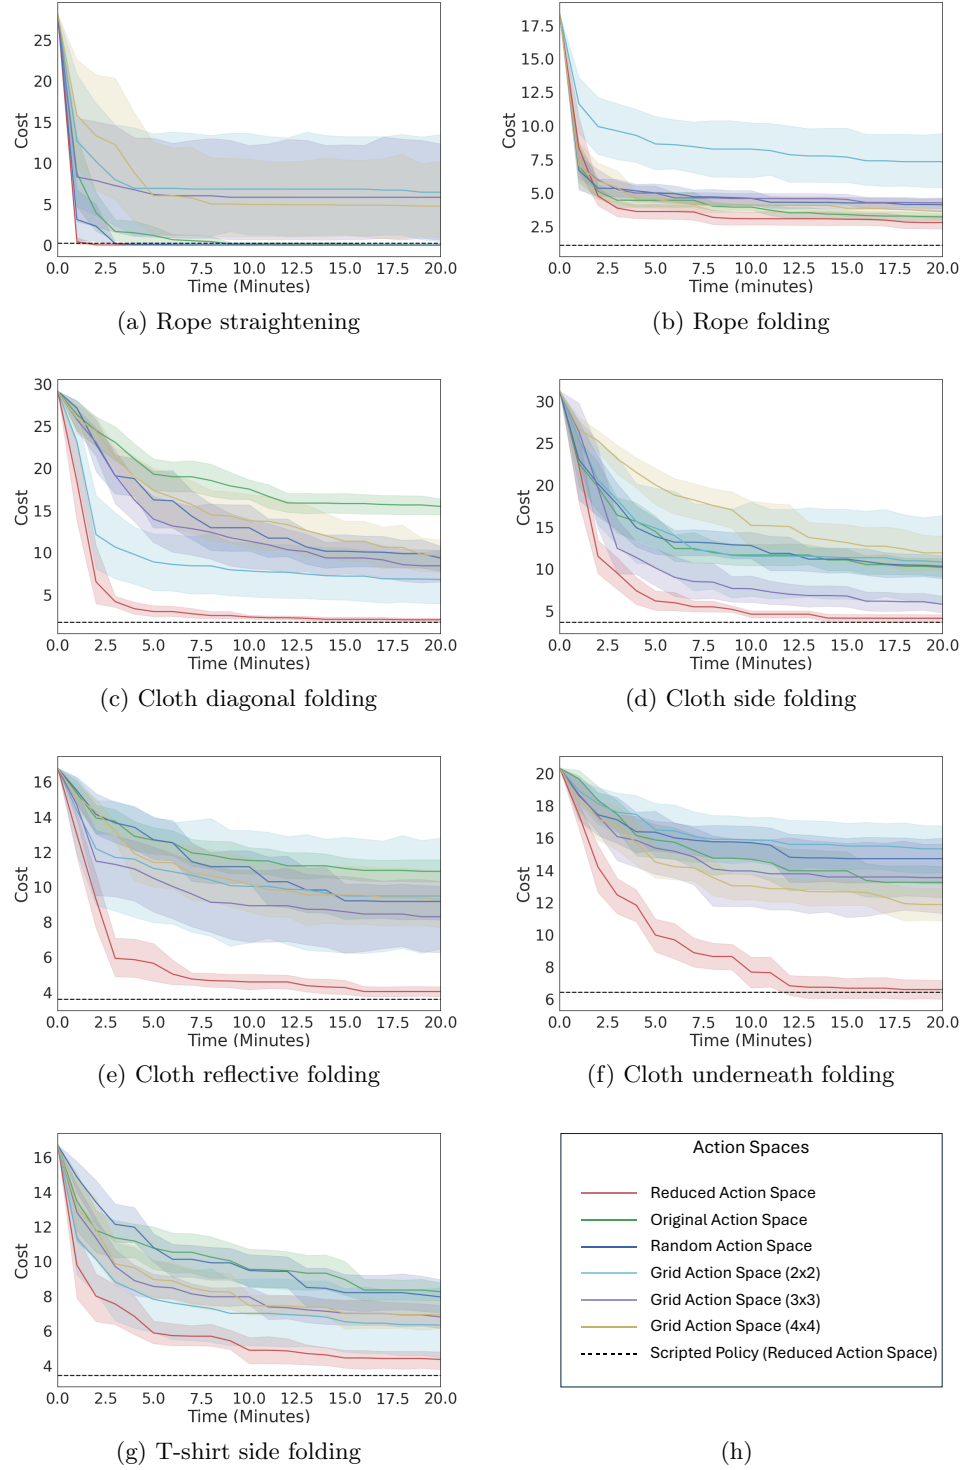 25
20
15
10
5
0
Cost
0.0 2.5 5.0 7.5 10.0 12.5 15.0 17.5 20.0
Time (Minutes)
(a) Rope straightening
17.5
15.0
12.5
10.0
7.5
5.0
2.5
Cost
0.0 2.5 5.0 7.5 10.0 12.5 15.0 17.5 20.0
Time (minutes)
(b) Rope folding
30
25
20
15
10
5
Cost
0.0 2.5 5.0 7.5 10.0 12.5 15.0 17.5 20.0
Time (Minutes)
(c) Cloth diagonal folding
30
25
20
15
10
5
Cost
0.0 2.5 5.0 7.5 10.0 12.5 15.0 17.5 20.0
Time (Minutes)
(d) Cloth side folding
16
14
12
10
8
6
4
Cost
0.0 2.5 5.0 7.5 10.0 12.5 15.0 17.5 20.0
Time (Minutes)
(e) Cloth reflective folding
20
18
16
14
12
10
8
6
Cost
0.0 2.5 5.0 7.5 10.0 12.5 15.0 17.5 20.0
Time (Minutes)
(f) Cloth underneath folding
16
14
12
10
8
6
4
Cost
0.0 2.5 5.0 7.5 10.0 12.5 15.0 17.5 20.0
Time (Minutes)
(g) T-shirt side folding
Action Spaces
Reduced Action Space
Original Action Space
Random Action Space
Grid Action Space (2x2)
Grid Action Space (3x3)
Grid Action Space (4x4)
Scripted Policy (Reduced Action Space)
(h)